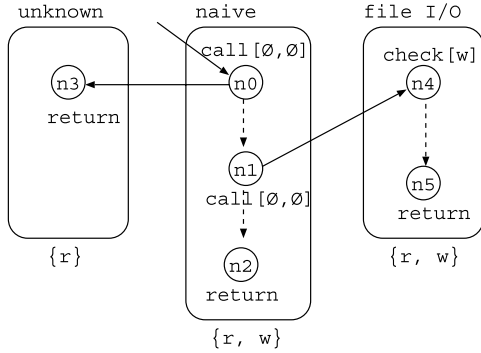 unknown
naive
file I/O
call[Ø,Ø]
check[w]
n3
n0
n4
return
n1
call[Ø,Ø]
n5
return
n2
return
{r}
{r, w}
{r, w}